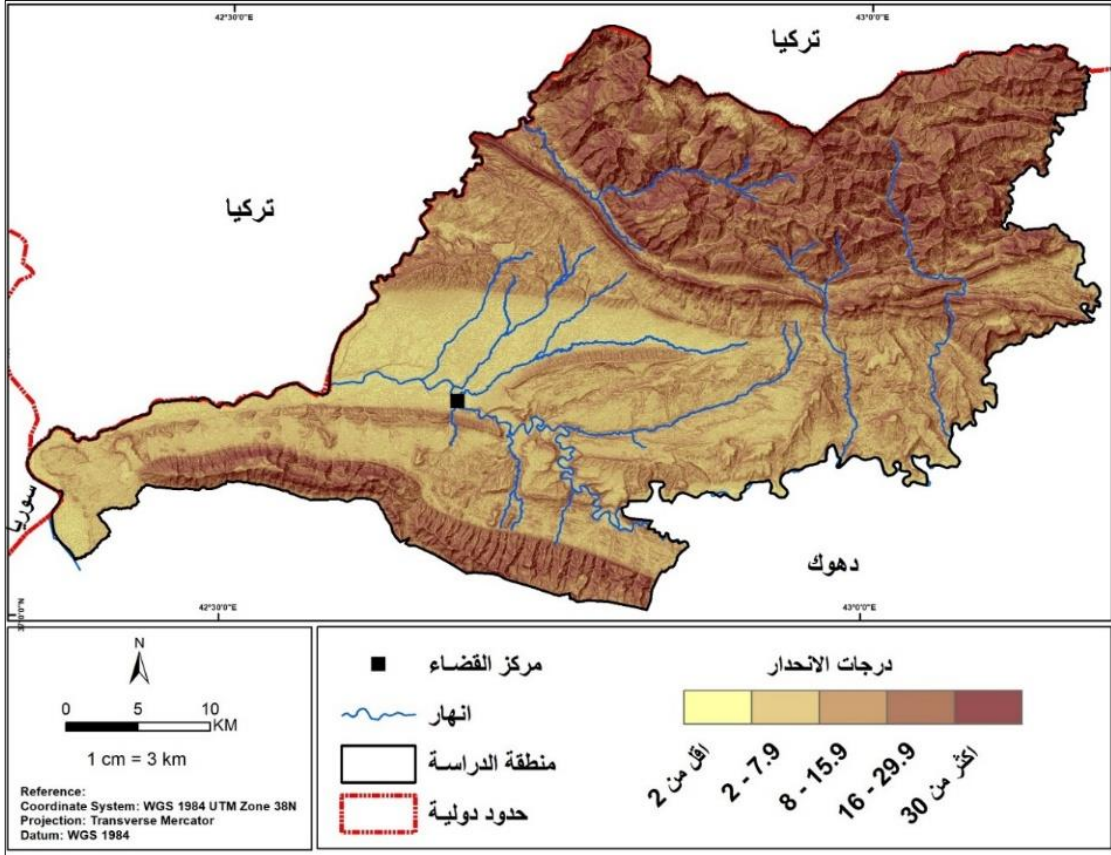 42°30'0"E
43°0'0"E
تركيا
تركيا
سوريا
دهوك
42°30'0"E
43°0'0"E
37°0'0"N
N
0 5 10
KM
1 cm = 3 km
Reference:
Coordinate System: WGS 1984 UTM Zone 38N
Projection: Transverse Mercator
Datum: WGS 1984
مركز القضاء
انهار
منطقة الدراسة
حدود دولية
درجات الانحدار
اقل من 2
2 - 7.9
8 - 15.9
16 - 29.9
اكثر من 30